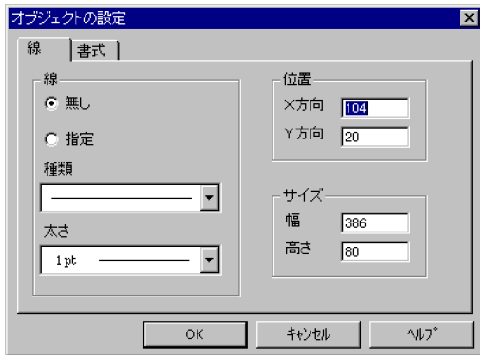 オブジェクトの設定
線
書式
線
無し
指定
種類
太さ
1 pt
位置
X方向 104
Y方向 20
サイズ
幅 386
高さ 80
OK
ｷｬﾝｾﾙ
ﾍﾙﾌﾟ